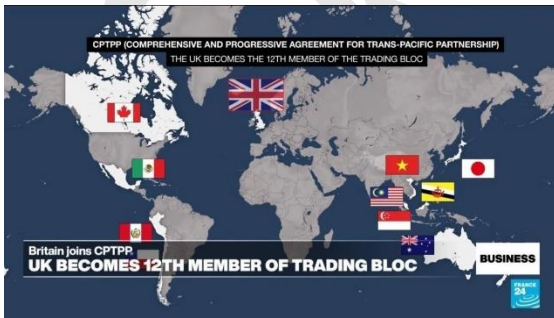 CPTPP (COMPREHENSIVE AND PROGRESSIVE AGREEMENT FOR TRANS-PACIFIC PARTNERSHIP)
THE UK BECOMES THE 12TH MEMBER OF THE TRADING BLOC
Britain joins CPTPP
UK BECOMES 12TH MEMBER OF TRADING BLOC
BUSINESS
FRANCE
24